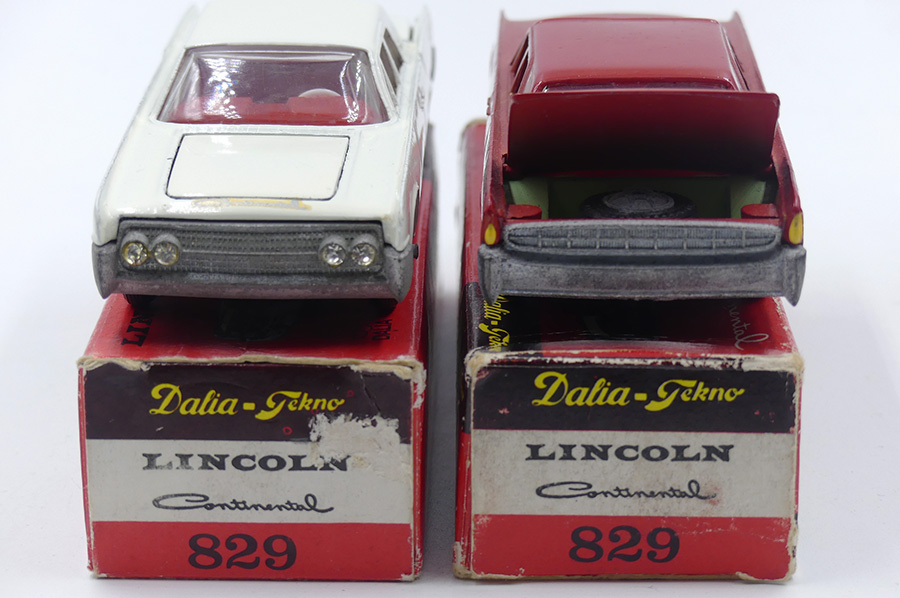 Dalia-Tekno
LINCOLN
Continental
829
Dalia-Tekno
LINCOLN
Continental
829